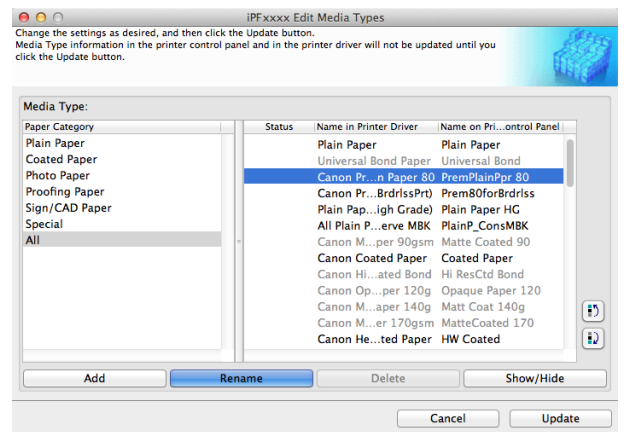 iPFxxxx Edit Media Types
Change the settings as desired, and then click the Update button.
Media Type information in the printer control panel and in the printer driver will not be updated until you
click the Update button.
Media Type:
Paper Category
Plain Paper
Coated Paper
Photo Paper
Proofing Paper
Sign/CAD Paper
Special
All
Status Name in Printer Driver Name on Pri...ontrol Panel
Plain Paper Plain Paper
Universal Bond Paper Universal Bond
Canon Pr...n Paper 80 PremPlainPpr 80
Canon Pr...BrdrlssPrt) Prem80forBrdrlss
Plain Pap...igh Grade) Plain Paper HG
All Plain P...erve MBK PlainP_ConsMBK
Canon M...per 90gsm Matte Coated 90
Canon Coated Paper Coated Paper
Canon Hi...ated Bond Hi ResCtd Bond
Canon Op...per 120g Opaque Paper 120
Canon M...aper 140g Matt Coat 140g
Canon M...er 170gsm MatteCoated 170
Canon He...ted Paper HW Coated
Add Rename Delete Show/Hide
Cancel Update